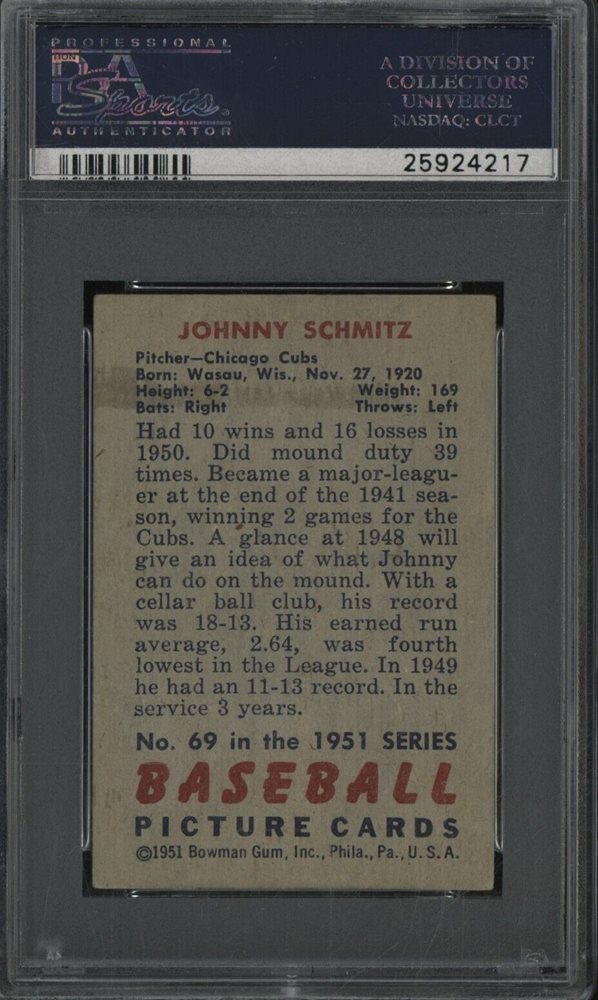 PROFESSIONAL
PSA
Sports
AUTHENTICATOR
A DIVISION OF
COLLECTORS
UNIVERSE
NASDAQ: CLCT
25924217
JOHNNY SCHMITZ
Pitcher—Chicago Cubs
Born: Wasau, Wis., Nov. 27, 1920
Height: 6-2 Weight: 169
Bats: Right Throws: Left
Had 10 wins and 16 losses in
1950. Did mound duty 39
times. Became a major-leagu-
er at the end of the 1941 sea-
son, winning 2 games for the
Cubs. A glance at 1948 will
give an idea of what Johnny
can do on the mound. With a
cellar ball club, his record
was 18-13. His earned run
average, 2.64, was fourth
lowest in the League. In 1949
he had an 11-13 record. In the
service 3 years.
No. 69 in the 1951 SERIES
BASEBALL
PICTURE CARDS
©1951 Bowman Gum, Inc., Phila., Pa., U.S.A.